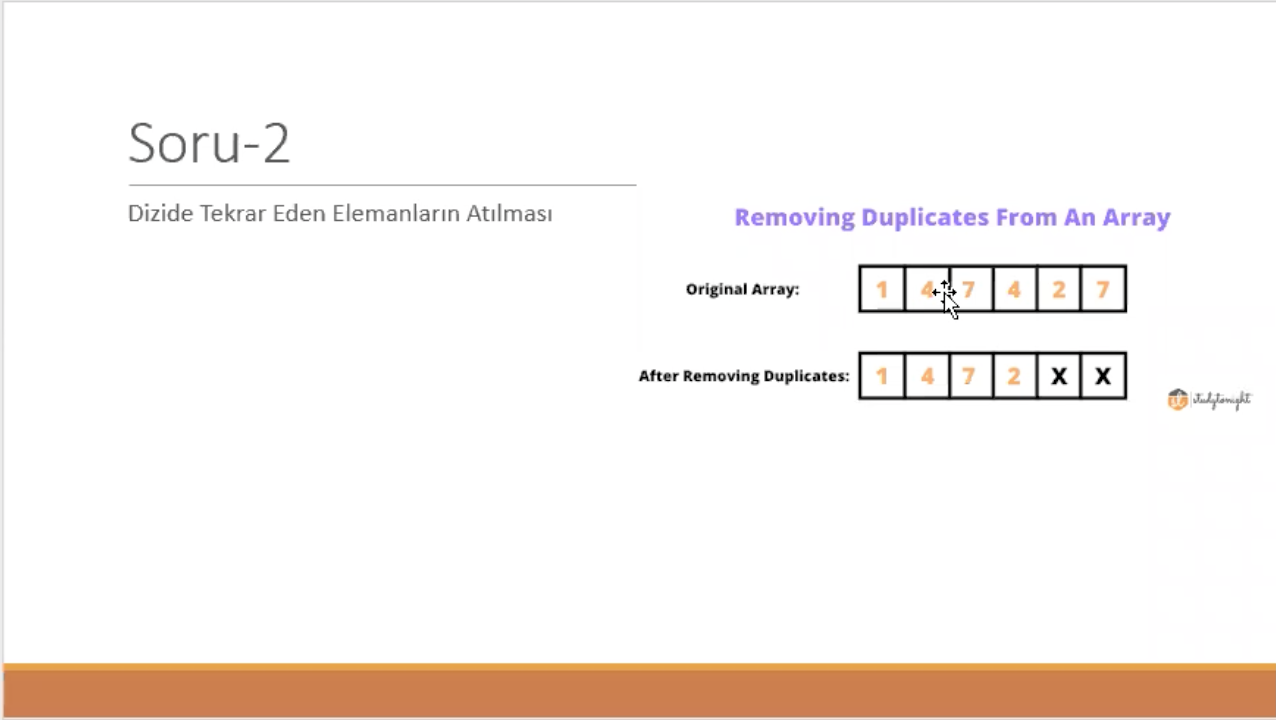 Soru-2
Dizide Tekrar Eden Elemanların Atılması
Removing Duplicates From An Array
Original Array: 1 4 7 4 2 7
After Removing Duplicates: 1 4 7 2 X X
studytonight